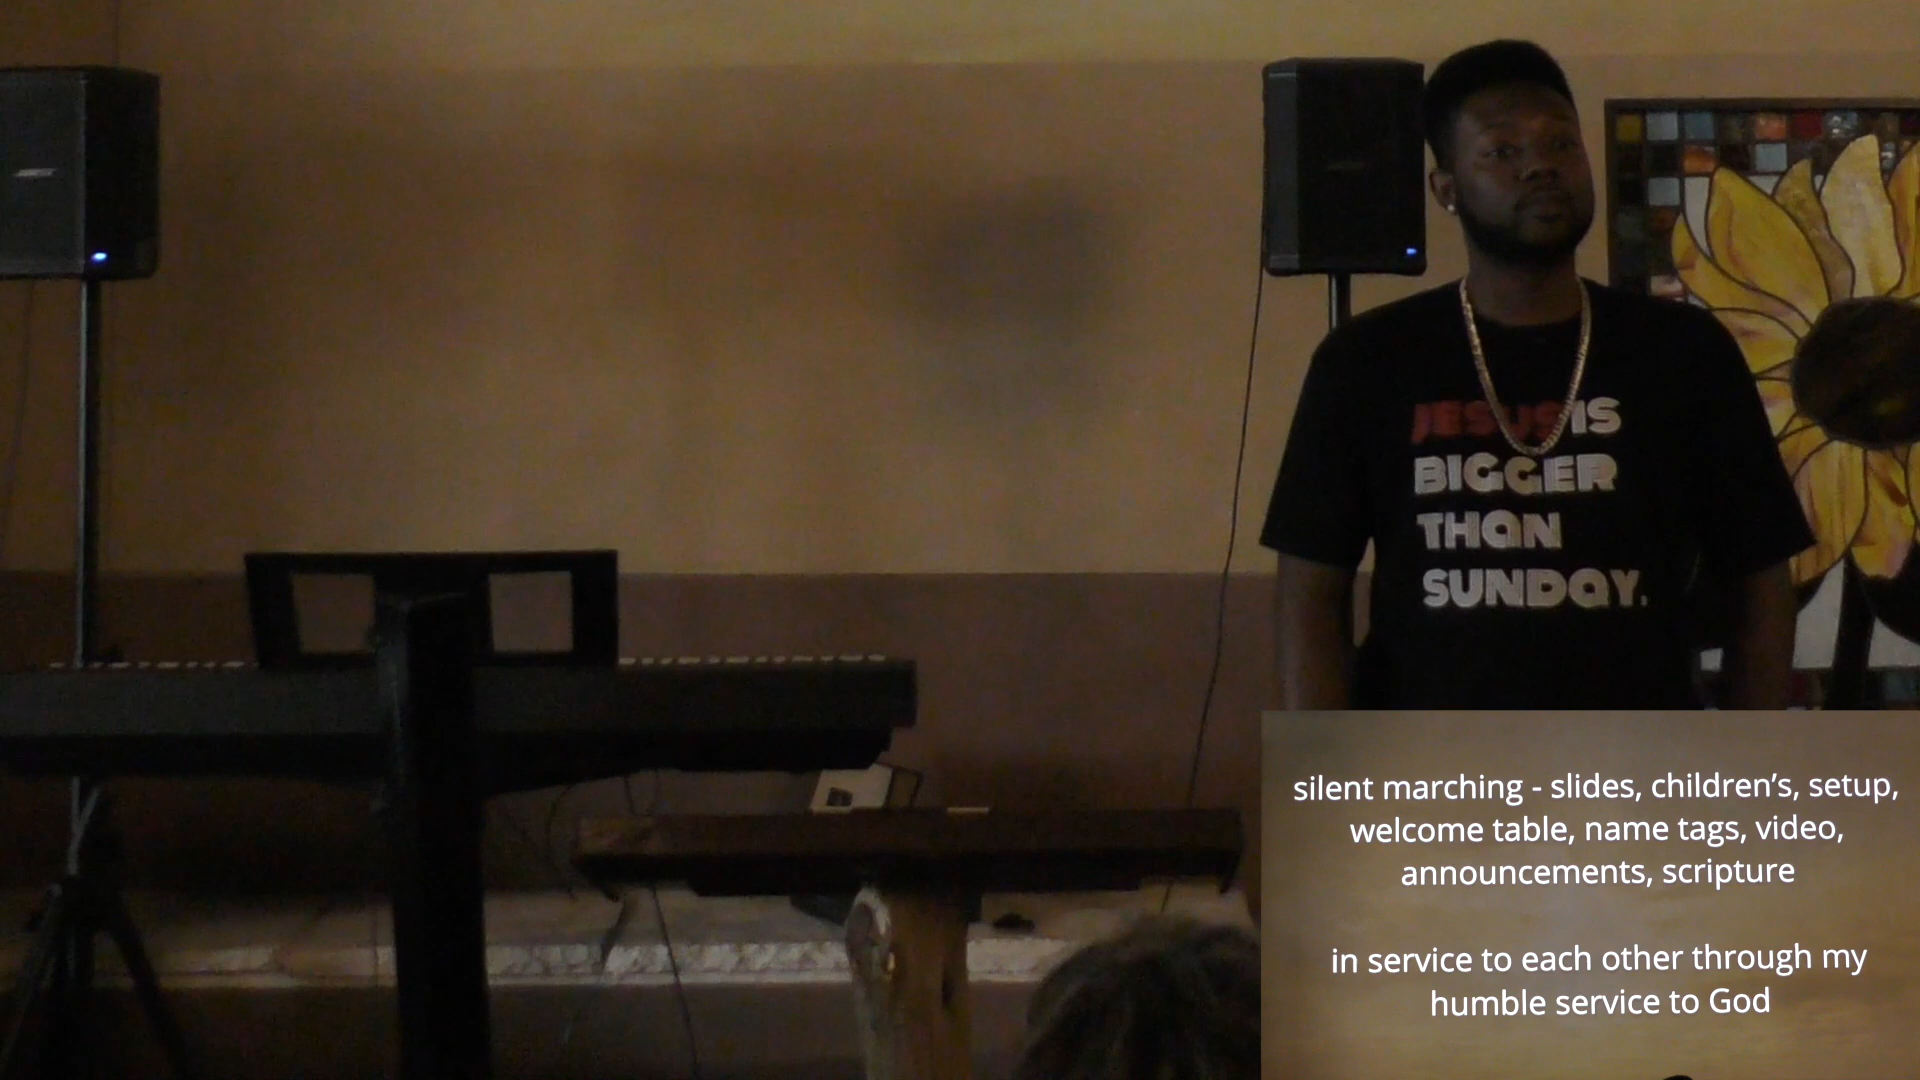 JESUS IS
BIGGER
THAN
SUNDAY.
silent marching - slides, children’s, setup,
welcome table, name tags, video,
announcements, scripture
in service to each other through my
humble service to God